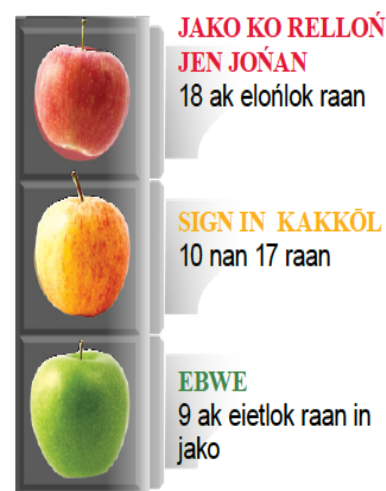 JAKO KO RELLOŃ
JEN JOŃAN
18 ak elońlok raan
SIGN IN KAKKŌL
10 nan 17 raan
EBWE
9 ak eietlok raan in
jako